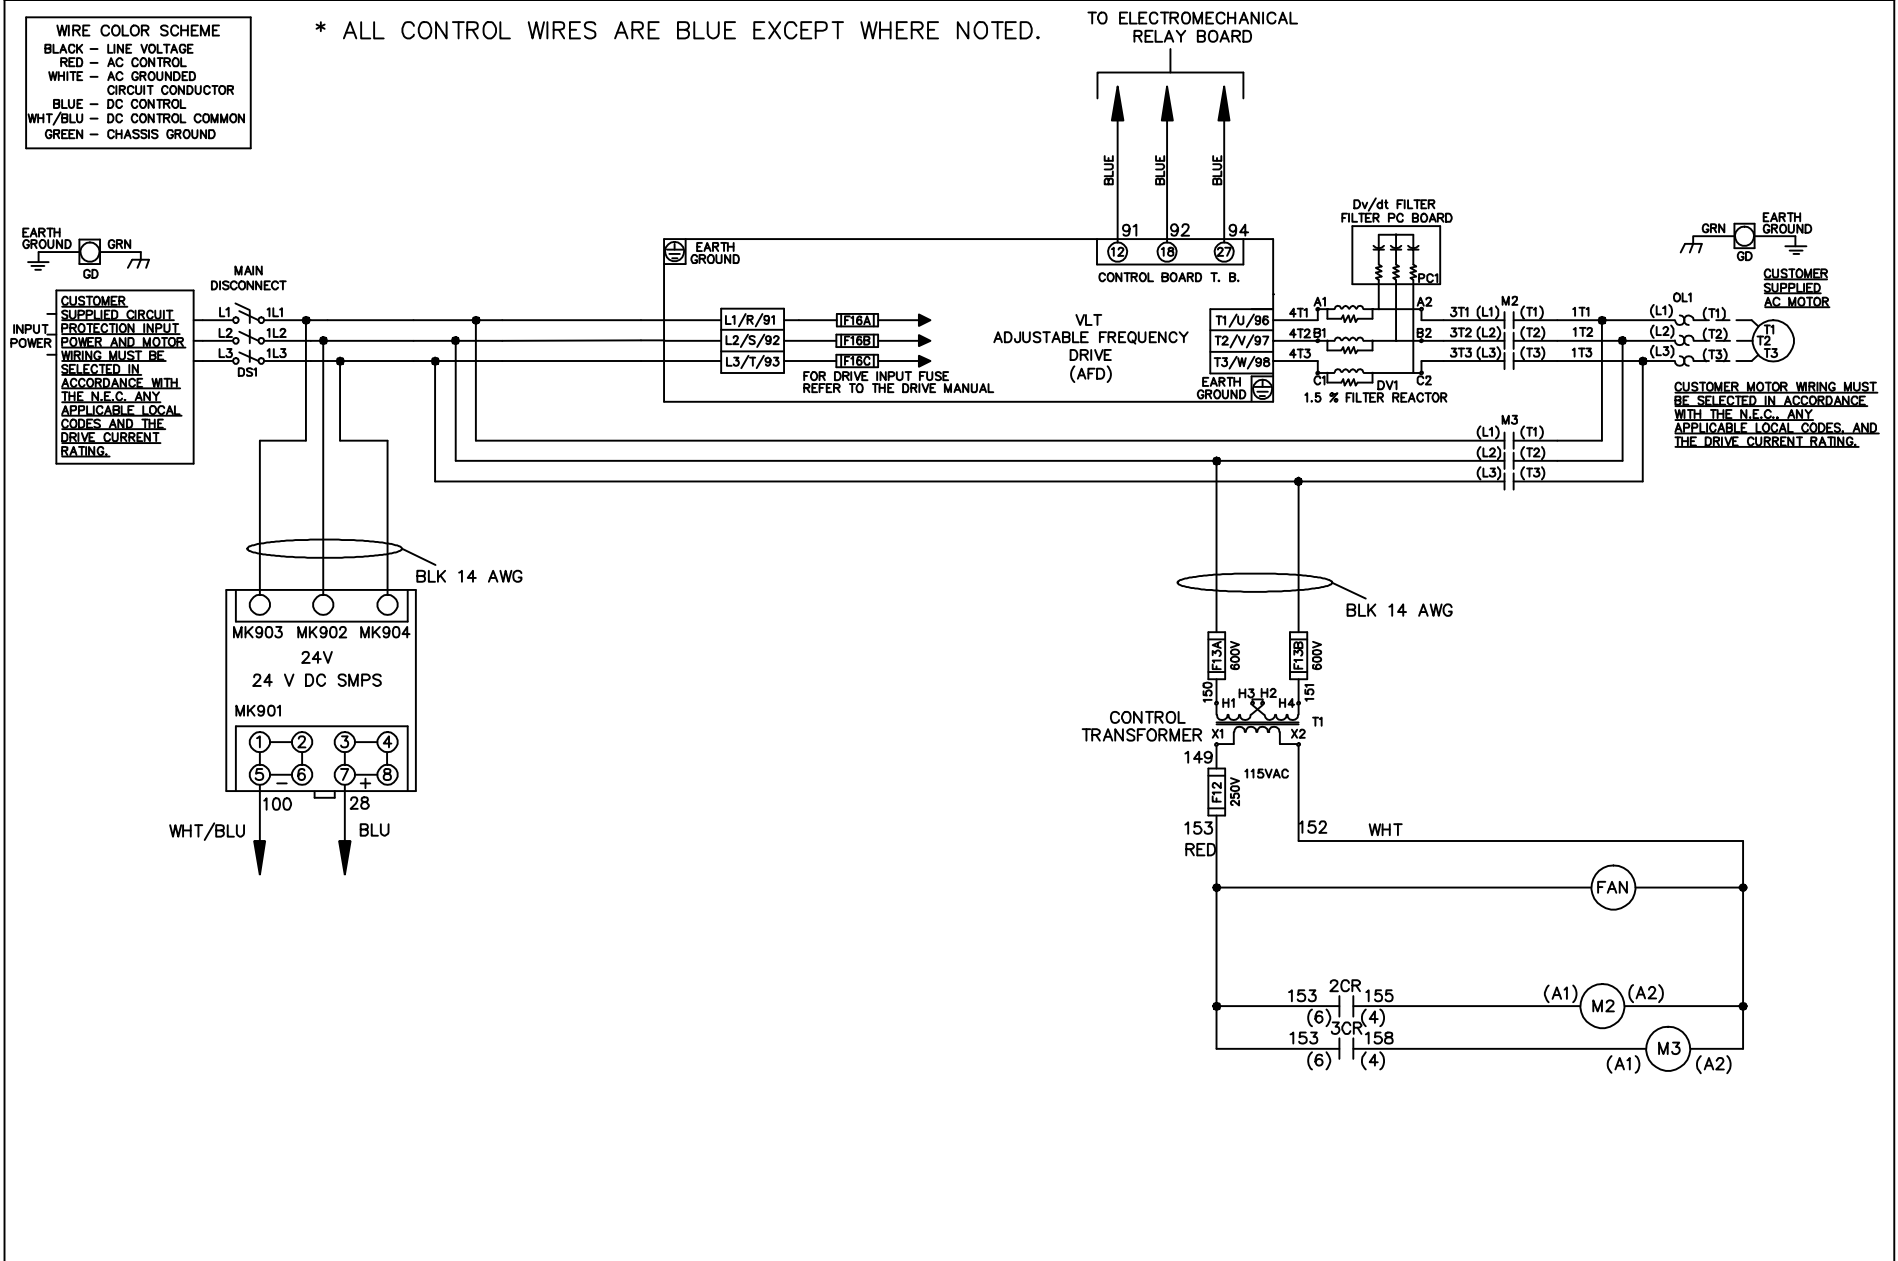 WIRE COLOR SCHEME
BLACK – LINE VOLTAGE
RED – AC CONTROL
WHITE – AC GROUNDED
CIRCUIT CONDUCTOR
BLUE – DC CONTROL
WHT/BLU – DC CONTROL COMMON
GREEN – CHASSIS GROUND
* ALL CONTROL WIRES ARE BLUE EXCEPT WHERE NOTED.
TO ELECTROMECHANICAL
RELAY BOARD
BLUE
BLUE
BLUE
91 92 94
12 18 27
CONTROL BOARD T. B.
EARTH
GROUND
GRN
GD
MAIN
DISCONNECT
L1 1L1
L2 1L2
L3 1L3
DS1
INPUT
POWER
CUSTOMER
SUPPLIED CIRCUIT
PROTECTION INPUT
POWER AND MOTOR
WIRING MUST BE
SELECTED IN
ACCORDANCE WITH
THE N.E.C. ANY
APPLICABLE LOCAL
CODES AND THE
DRIVE CURRENT
RATING.
EARTH
GROUND
L1/R/91
L2/S/92
L3/T/93
F16A
F16B
F16C
FOR DRIVE INPUT FUSE
REFER TO THE DRIVE MANUAL
VLT
ADJUSTABLE FREQUENCY
DRIVE
(AFD)
T1/U/96
T2/V/97
T3/W/98
EARTH
GROUND
Dv/dt FILTER
FILTER PC BOARD
PC1
4T1 A1 A2
4T2 B1 B2
4T3 C1 C2
DV1
1.5 % FILTER REACTOR
M2
3T1 (L1) (T1) 1T1
3T2 (L2) (T2) 1T2
3T3 (L3) (T3) 1T3
OL1
(L1) (T1)
(L2) (T2)
(L3) (T3)
T1
T2
T3
GRN
EARTH
GROUND
GD
CUSTOMER
SUPPLIED
AC MOTOR
CUSTOMER MOTOR WIRING MUST
BE SELECTED IN ACCORDANCE
WITH THE N.E.C., ANY
APPLICABLE LOCAL CODES, AND
THE DRIVE CURRENT RATING.
M3
(L1) (T1)
(L2) (T2)
(L3) (T3)
BLK 14 AWG
MK903 MK902 MK904
24V
24 V DC SMPS
MK901
1 2 3 4
5 6 7 8
– +
100 28
WHT/BLU BLU
BLK 14 AWG
F13A
600V
F13B
600V
150
151
H1 H3 H2 H4
CONTROL
TRANSFORMER
X1 X2
T1
149
115VAC
F12
250V
153
RED
152 WHT
FAN
153 2CR 155
(6) (4)
(A1) M2 (A2)
153 3CR 158
(6) (4)
(A1) M3 (A2)